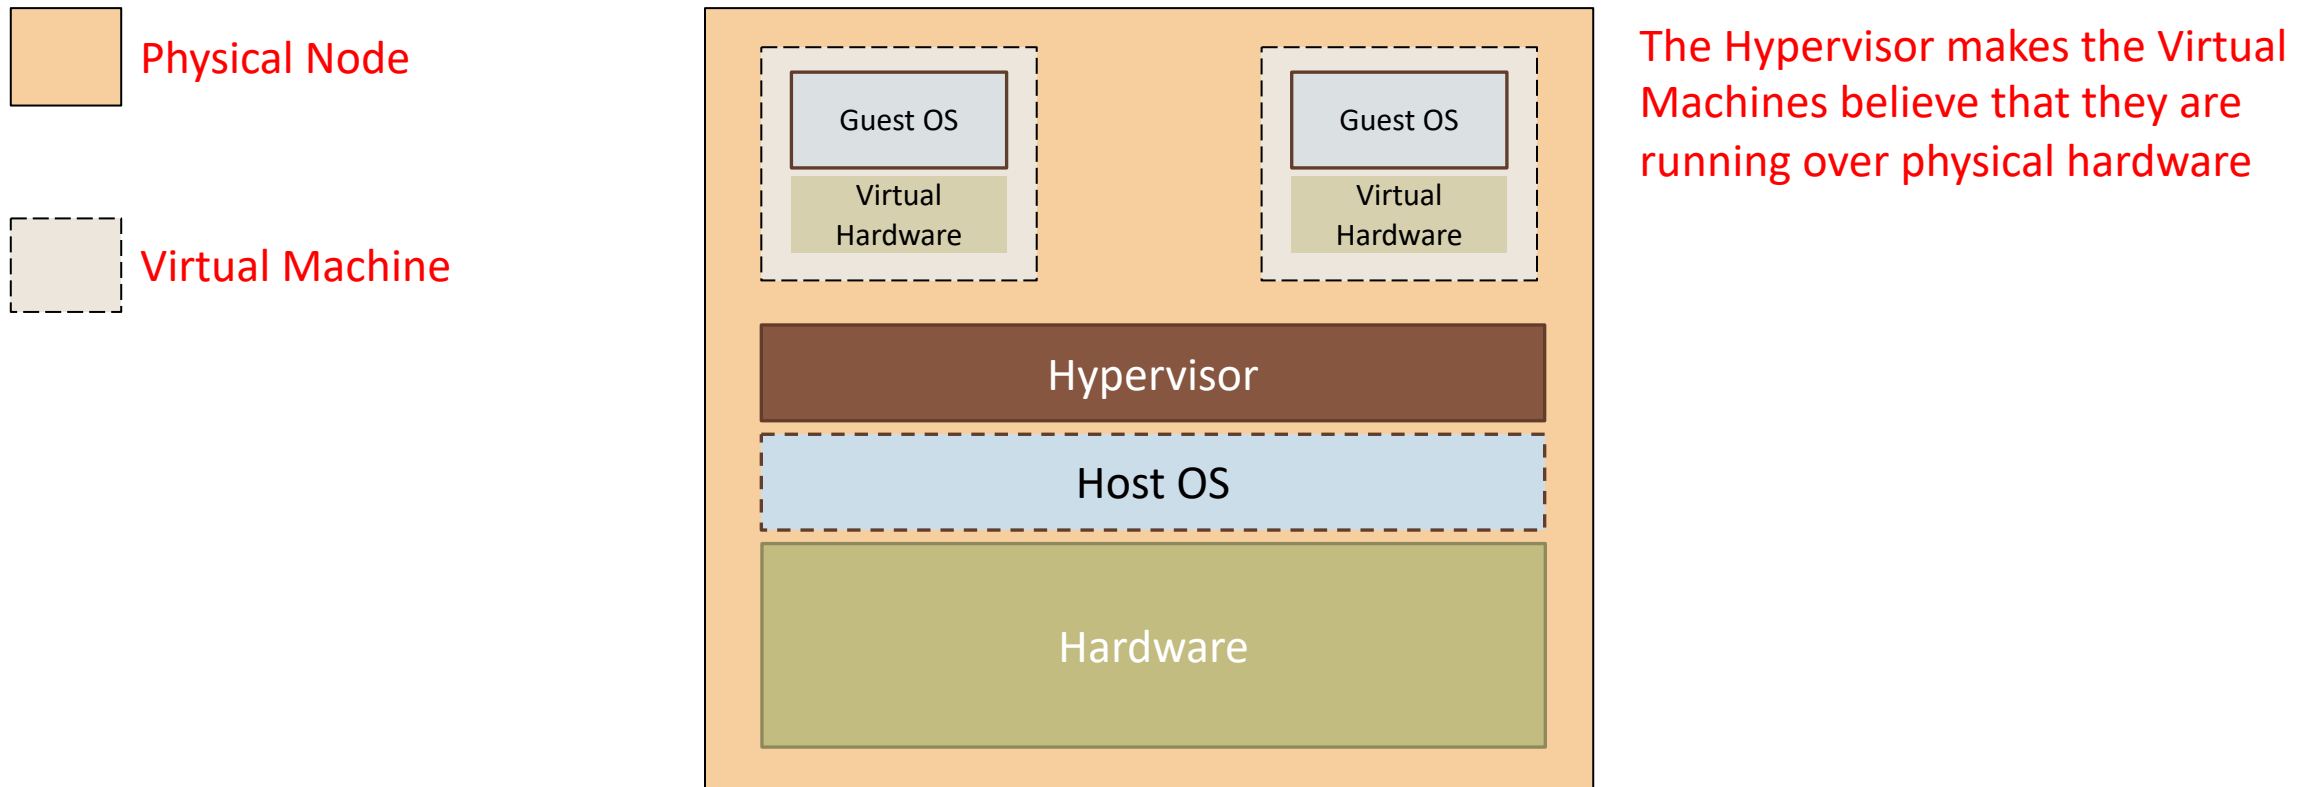 Physical Node
Virtual Machine
Guest OS
Virtual
Hardware
Guest OS
Virtual
Hardware
Hypervisor
Host OS
Hardware
The Hypervisor makes the Virtual
Machines believe that they are
running over physical hardware